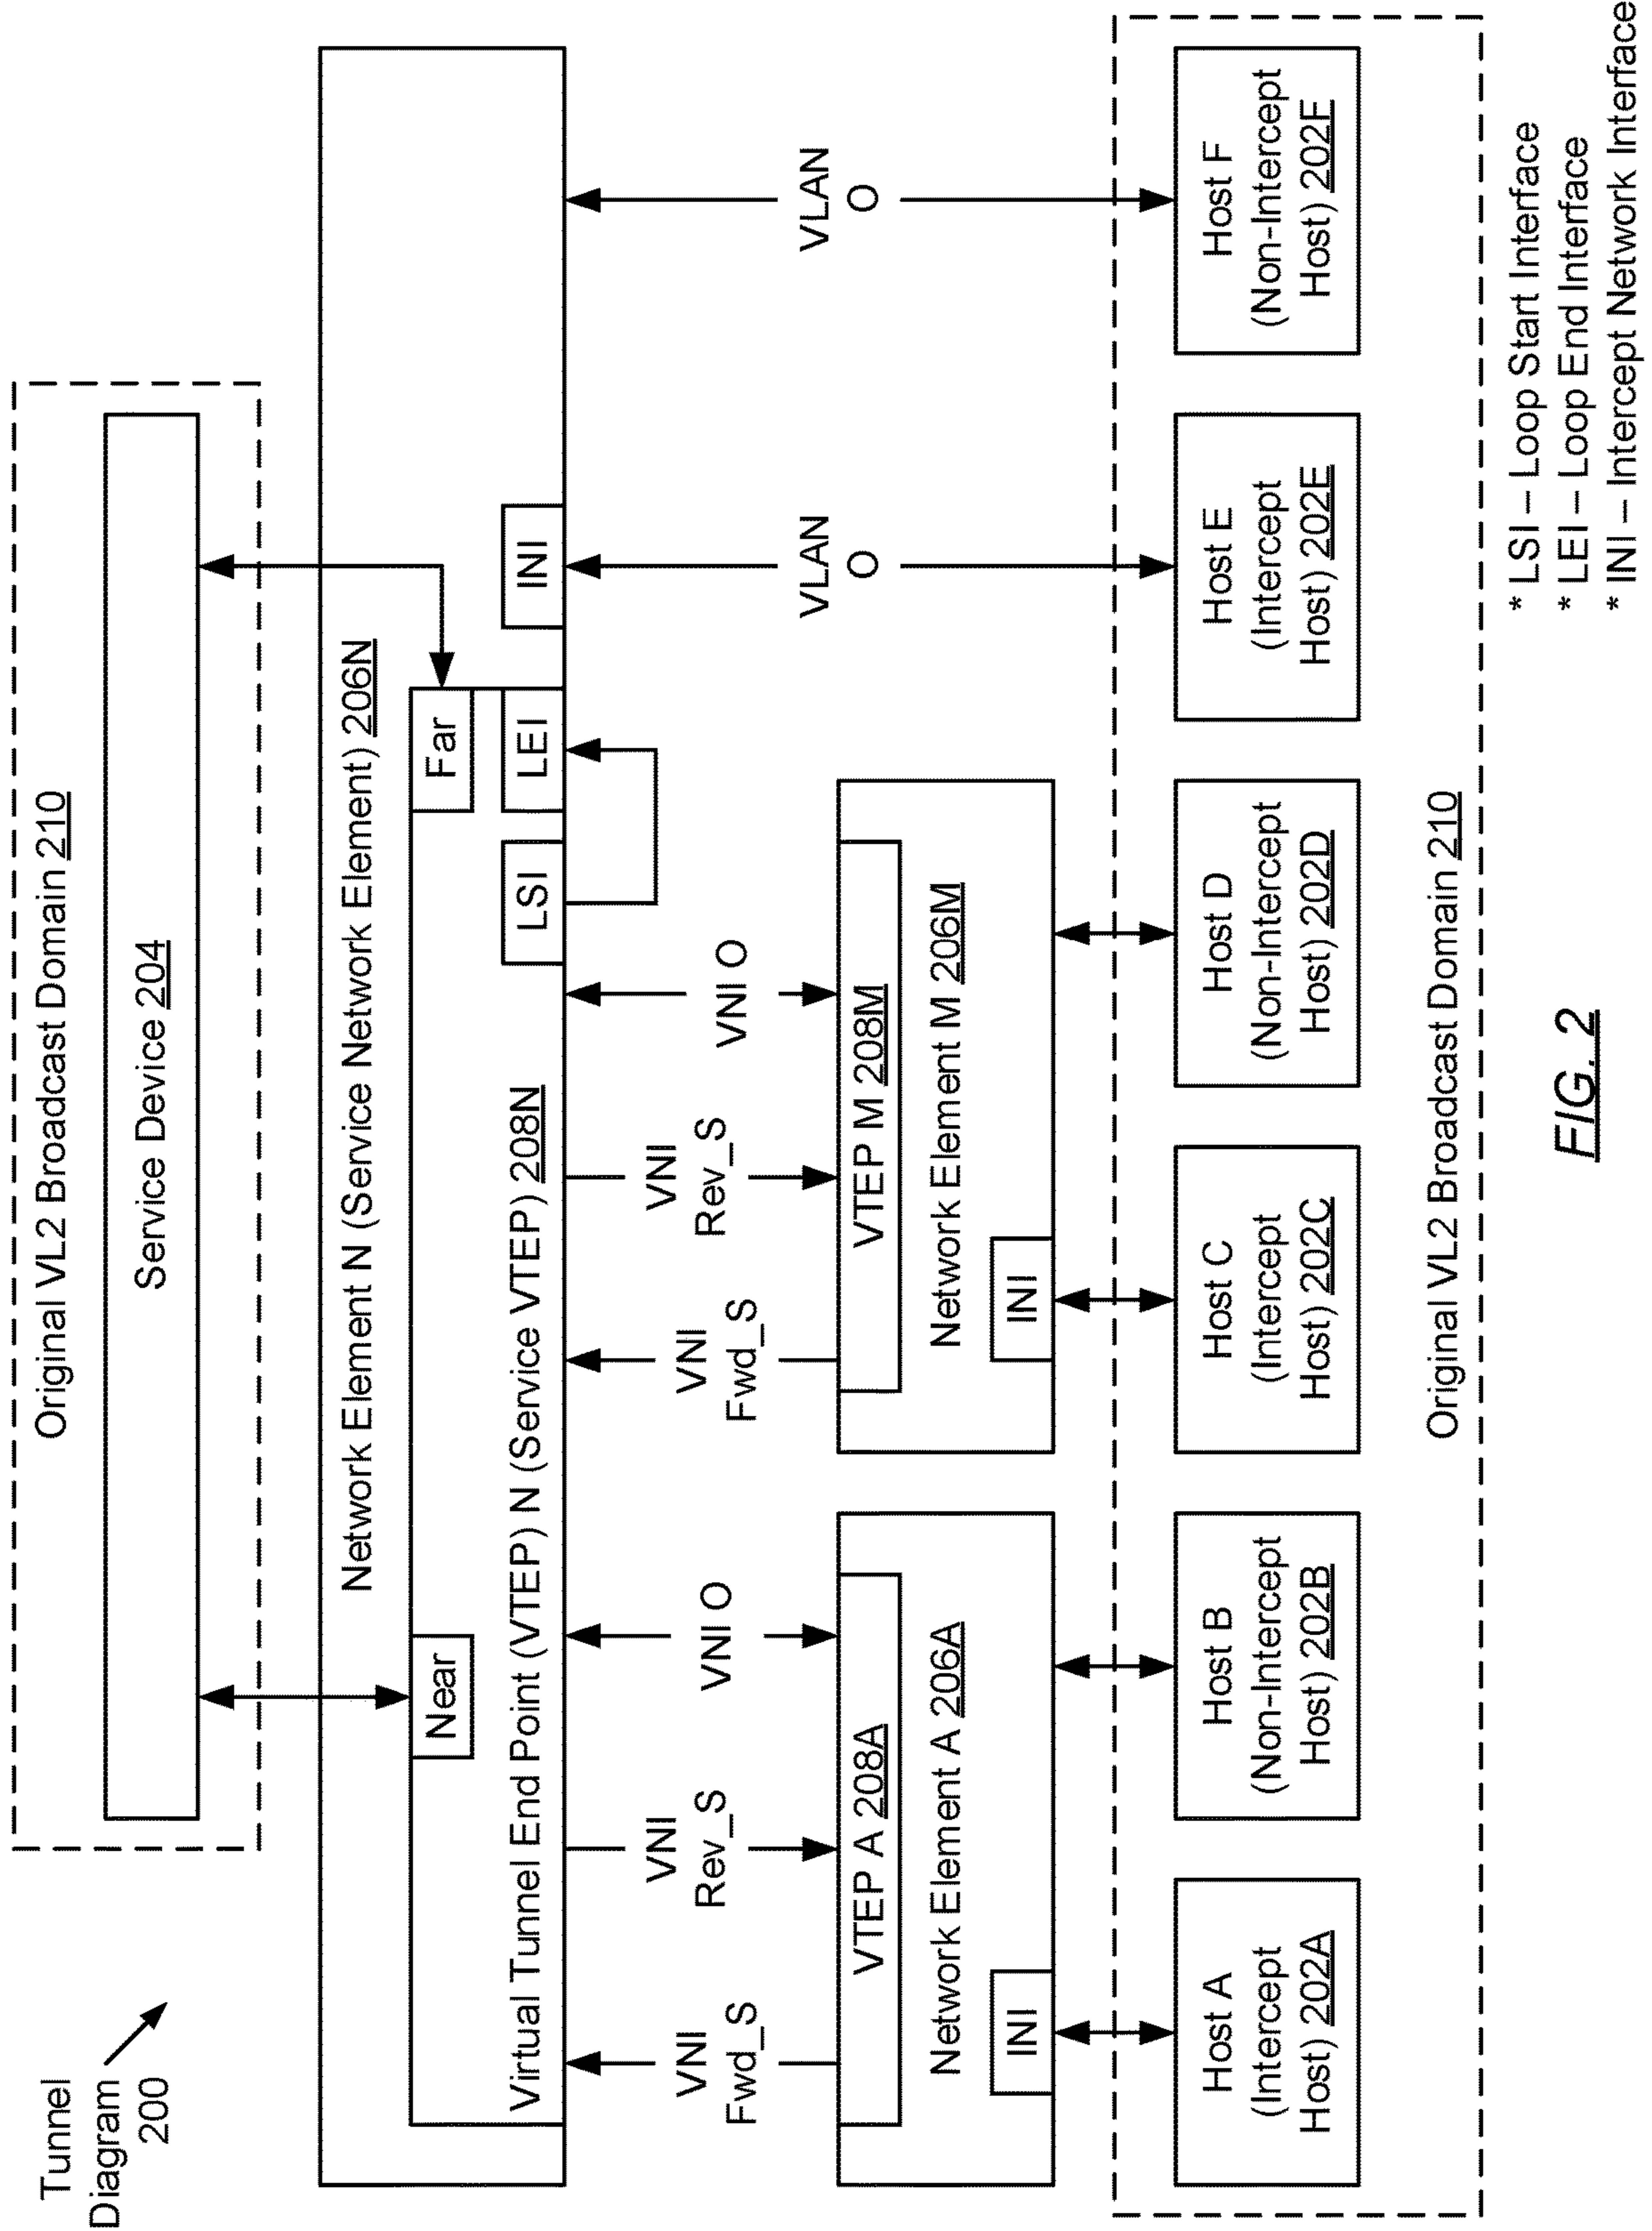 Tunnel
Diagram
200
Original VL2 Broadcast Domain 210
Service Device 204
Network Element N (Service Network Element) 206N
Near
Far
Virtual Tunnel End Point (VTEP) N (Service VTEP) 208N
LSI
LEI
INI
VNI
Fwd_S
VNI
Rev_S
VNI O
VNI
Fwd_S
VNI
Rev_S
VNI O
VLAN
O
VLAN
O
VTEP A 208A
Network Element A 206A
INI
VTEP M 208M
Network Element M 206M
INI
Host A
(Intercept
Host) 202A
Host B
(Non-Intercept
Host) 202B
Host C
(Intercept
Host) 202C
Host D
(Non-Intercept
Host) 202D
Host E
(Intercept
Host) 202E
Host F
(Non-Intercept
Host) 202F
Original VL2 Broadcast Domain 210
* LSI – Loop Start Interface
* LEI – Loop End Interface
* INI – Intercept Network Interface
FIG. 2